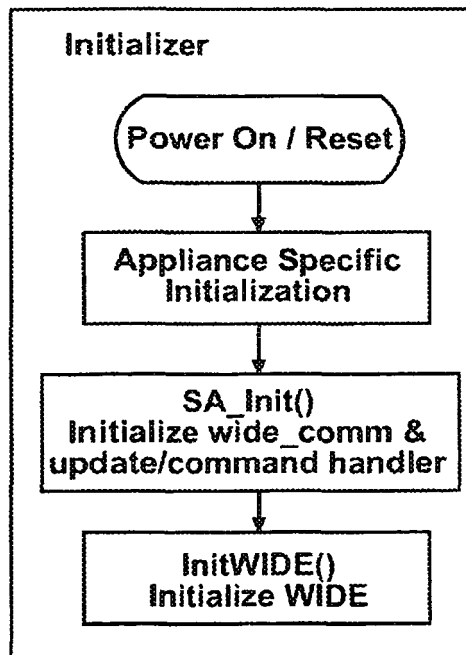 Initializer
Power On / Reset
Appliance Specific
Initialization
SA_Init()
Initialize wide_comm &
update/command handler
InitWIDE()
Initialize WIDE